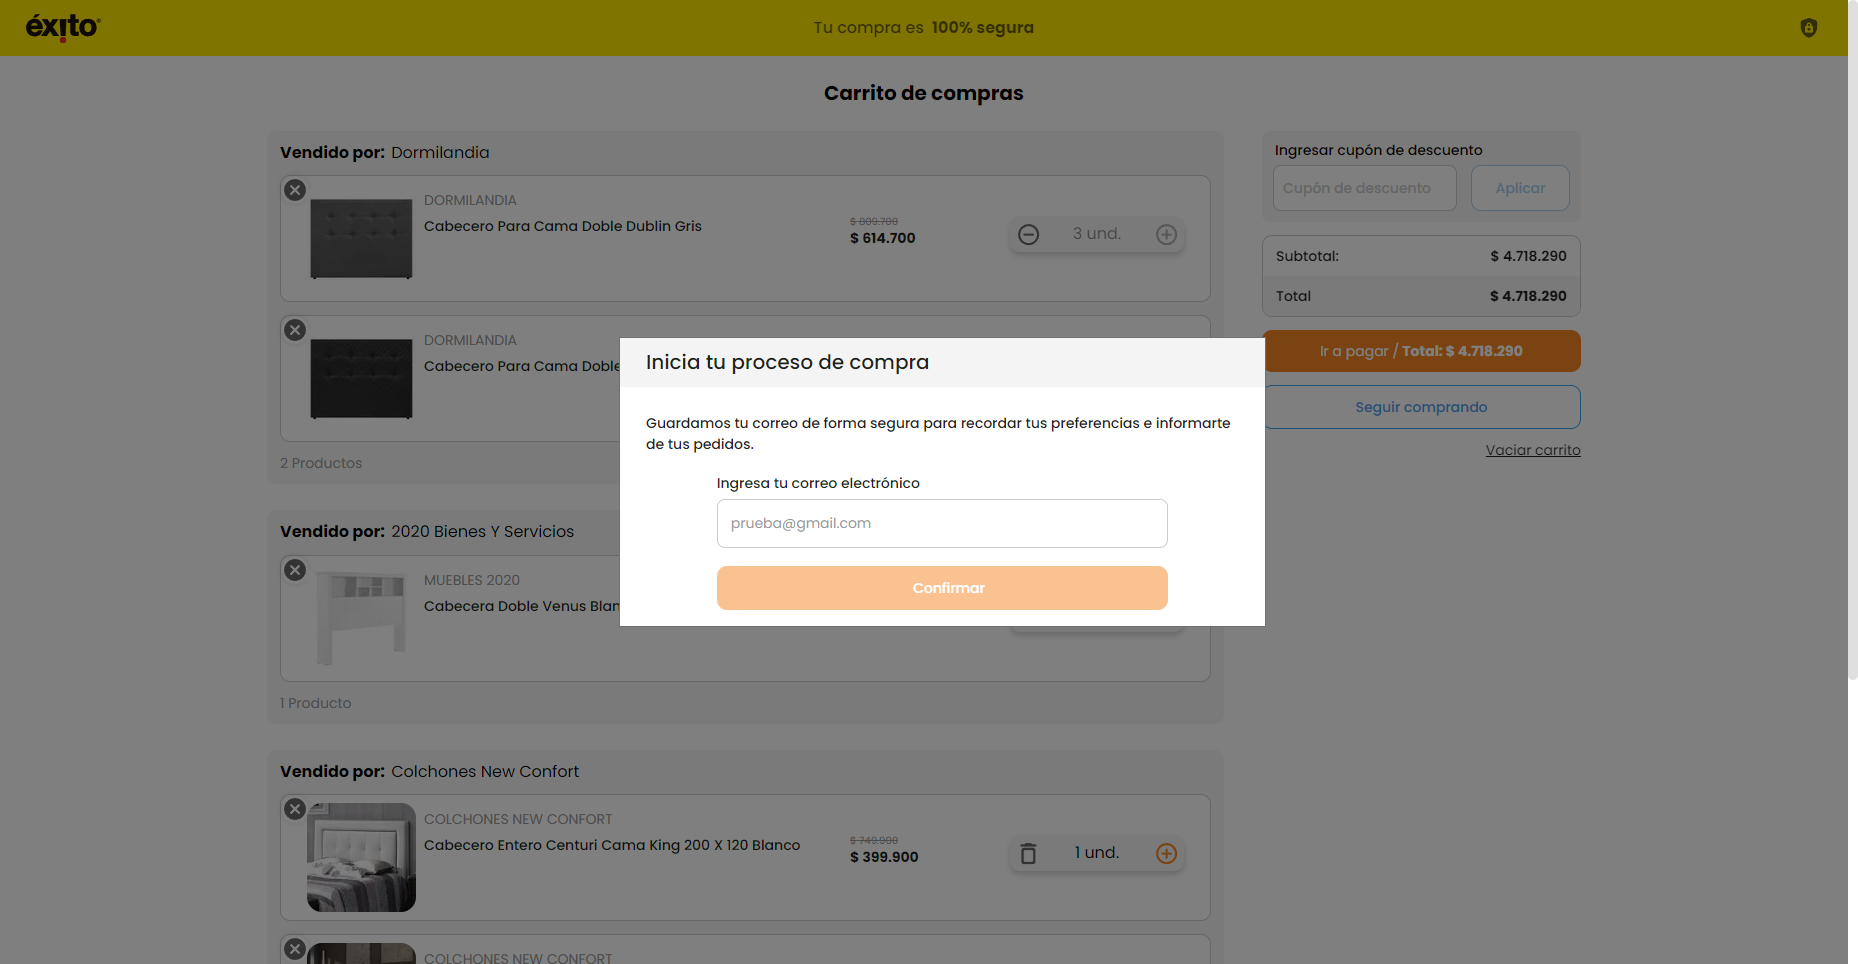 éxito
Tu compra es 100% segura
Carrito de compras
Vendido por: Dormilandia
DORMILANDIA
Cabecero Para Cama Doble Dublin Gris
$ 809.700
$ 614.700
3 und.
DORMILANDIA
Cabecero Para Cama Doble
2 Productos
Vendido por: 2020 Bienes Y Servicios
MUEBLES 2020
Cabecera Doble Venus Blan
1 Producto
Vendido por: Colchones New Confort
COLCHONES NEW CONFORT
Cabecero Entero Centuri Cama King 200 X 120 Blanco
$ 749.900
$ 399.900
1 und.
COLCHONES NEW CONFORT
Ingresar cupón de descuento
Cupón de descuento
Aplicar
Subtotal: $ 4.718.290
Total $ 4.718.290
Ir a pagar / Total: $ 4.718.290
Seguir comprando
Vaciar carrito
Inicia tu proceso de compra
Guardamos tu correo de forma segura para recordar tus preferencias e informarte
de tus pedidos.
Ingresa tu correo electrónico
prueba@gmail.com
Confirmar